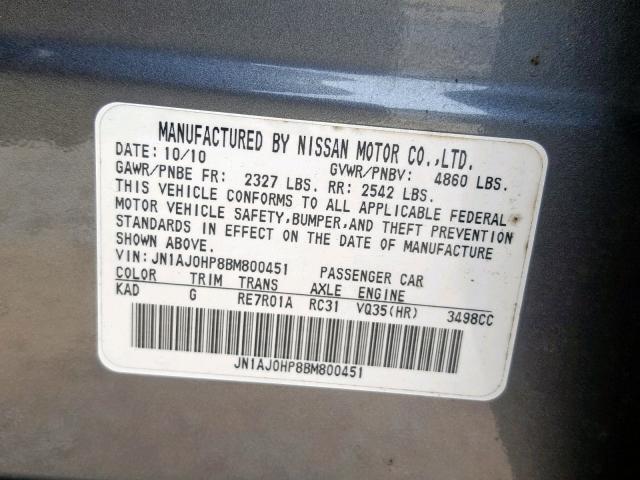 MANUFACTURED BY NISSAN MOTOR CO.,LTD.
DATE: 10/10 GVWR/PNBV: 4860 LBS.
GAWR/PNBE FR: 2327 LBS. RR: 2542 LBS.
THIS VEHICLE CONFORMS TO ALL APPLICABLE FEDERAL
MOTOR VEHICLE SAFETY,BUMPER,AND THEFT PREVENTION
STANDARDS IN EFFECT ON THE DATE OF MANUFACTURE
SHOWN ABOVE.
VIN: JN1AJ0HP8BM800451 PASSENGER CAR
COLOR TRIM TRANS AXLE ENGINE
KAD G RE7R01A RC31 VQ35(HR) 3498CC
JN1AJ0HP8BM800451